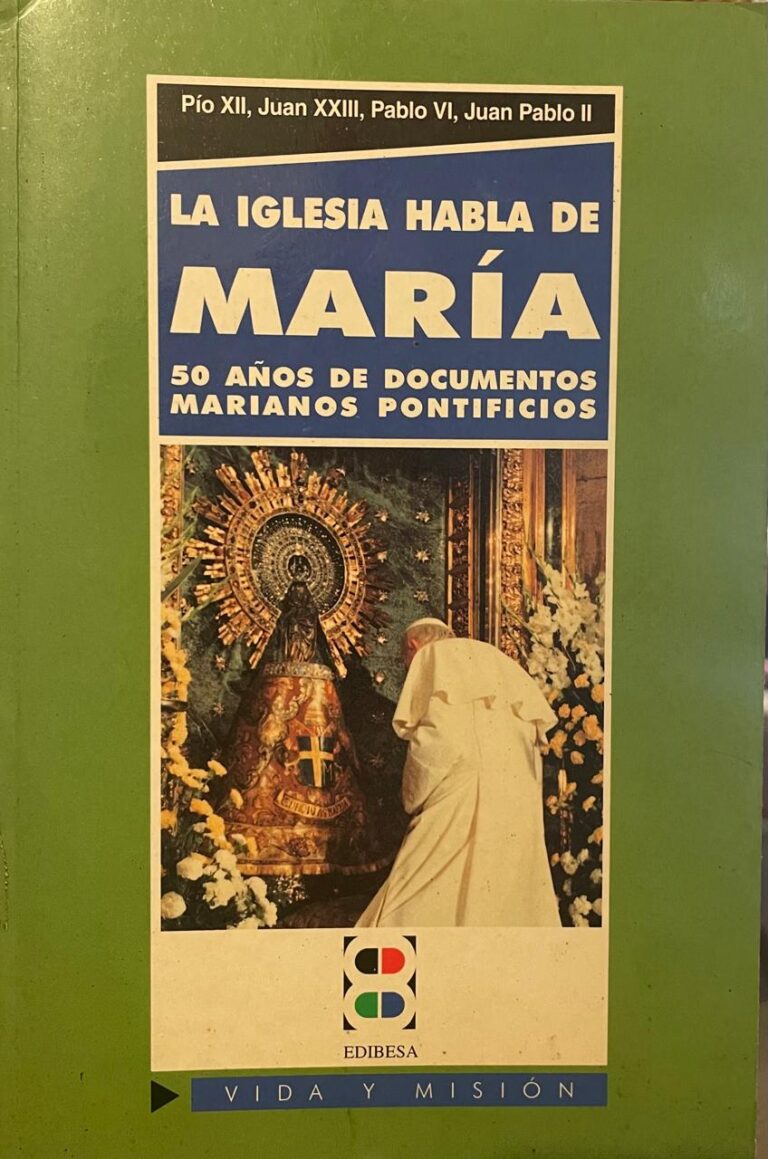 Pío XII, Juan XXIII, Pablo VI, Juan Pablo II
LA IGLESIA HABLA DE
MARÍA
50 AÑOS DE DOCUMENTOS
MARIANOS PONTIFICIOS
EDIBESA
VIDA Y MISIÓN